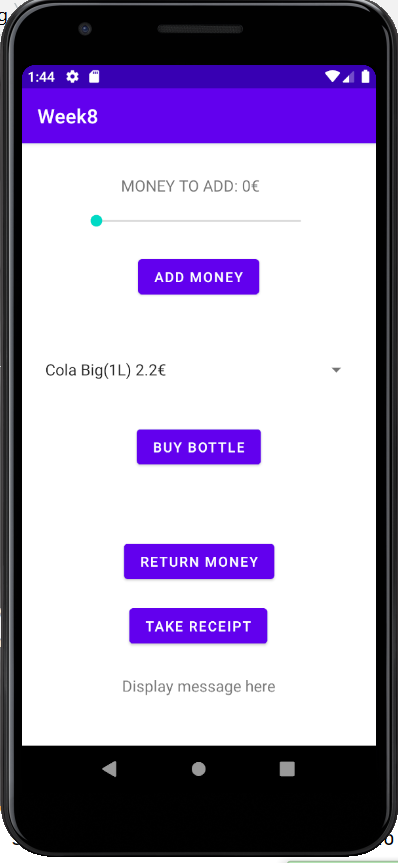 1:44
Week8
MONEY TO ADD: 0€
ADD MONEY
Cola Big(1L) 2.2€
BUY BOTTLE
RETURN MONEY
TAKE RECEIPT
Display message here